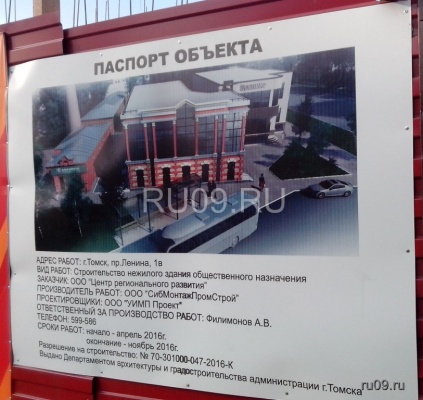 ПАСПОРТ ОБЪЕКТА
RU09.RU
АДРЕС РАБОТ: г.Томск, пр.Ленина, 1в
ВИД РАБОТ: Строительство нежилого здания общественного назначения
ЗАКАЗЧИК: ООО "Центр регионального развития"
ПРОИЗВОДИТЕЛЬ РАБОТ: ООО "СибМонтажПромСтрой"
ПРОЕКТИРОВЩИКИ: ООО "УИМП Проект"
ОТВЕТСТВЕННЫЙ ЗА ПРОИЗВОДСТВО РАБОТ: Филимонов А.В.
ТЕЛЕФОН: 599-586
СРОКИ РАБОТ: начало - апрель 2016г.
окончание - ноябрь 2016г.
Разрешение на строительство: № 70-301000-047-2016-К
Выдано Департаментом архитектуры и градостроительства администрации г.Томска
ru09.ru